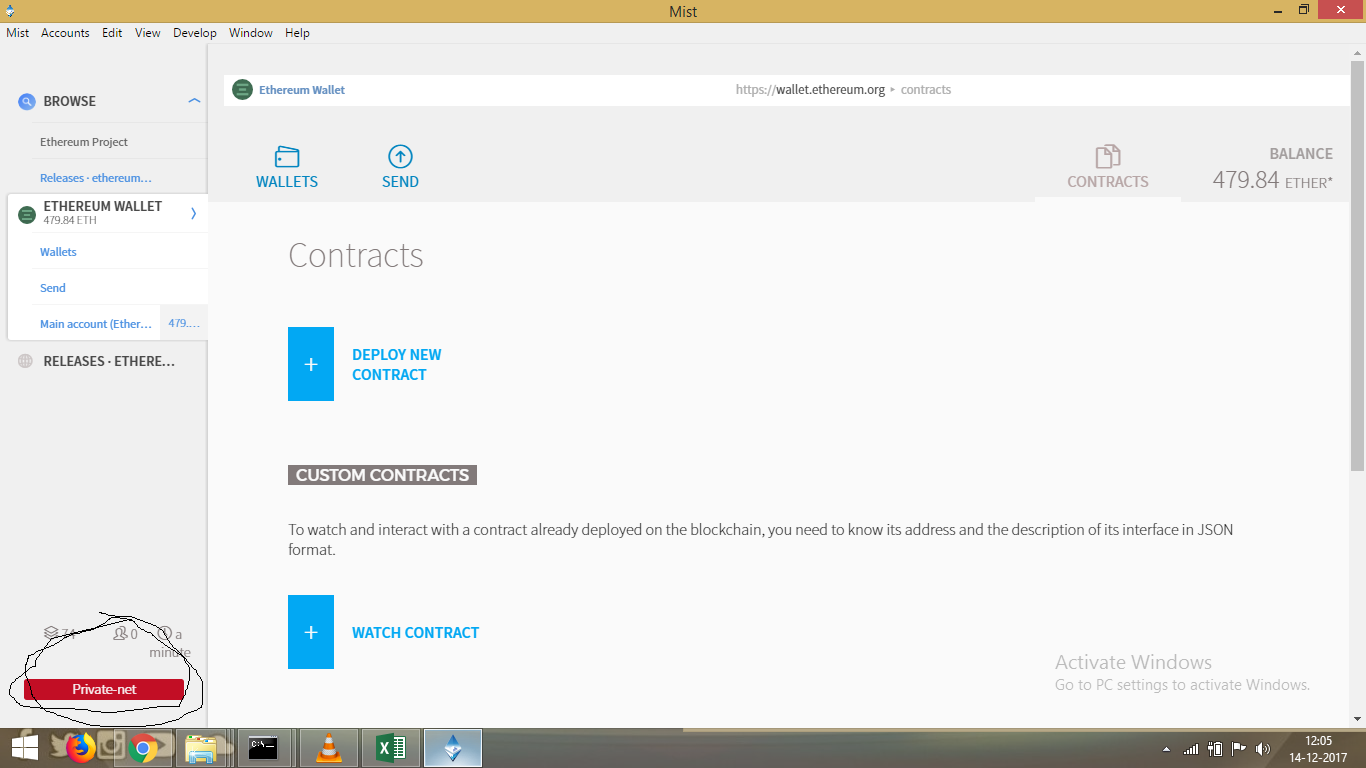 Mist
Mist Accounts Edit View Develop Window Help
BROWSE
Ethereum Project
Releases · ethereum...
ETHEREUM WALLET
479.84 ETH
Wallets
Send
Main account (Ether... 479....
RELEASES · ETHERE...
74 0 a
minute
Private-net
Ethereum Wallet
https://wallet.ethereum.org ▸ contracts
WALLETS
SEND
CONTRACTS
BALANCE
479.84 ETHER*
Contracts
+
DEPLOY NEW
CONTRACT
CUSTOM CONTRACTS
To watch and interact with a contract already deployed on the blockchain, you need to know its address and the description of its interface in JSON
format.
+
WATCH CONTRACT
Activate Windows
Go to PC settings to activate Windows.
12:05
14-12-2017